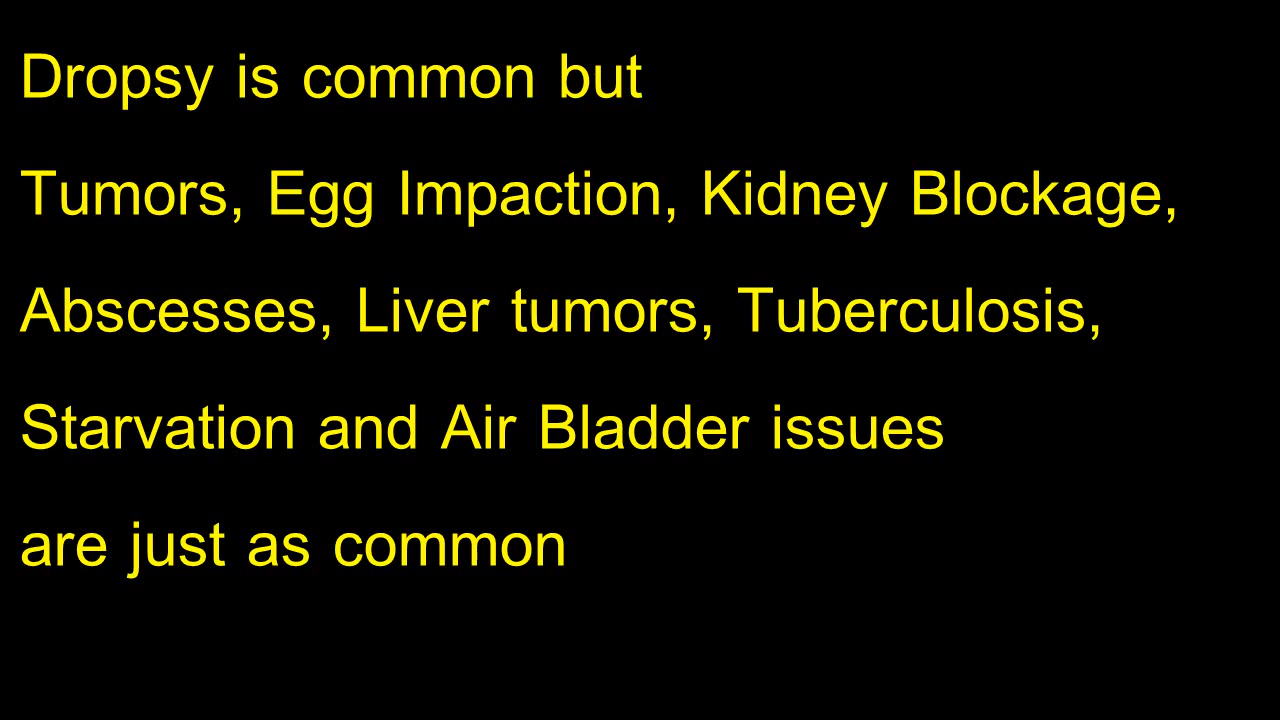 Dropsy is common but
Tumors, Egg Impaction, Kidney Blockage,
Abscesses, Liver tumors, Tuberculosis,
Starvation and Air Bladder issues
are just as common